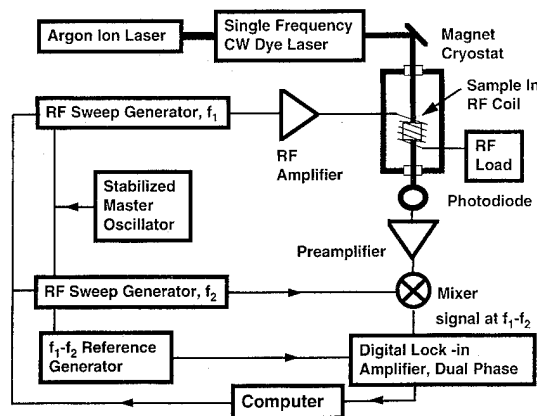 Argon Ion Laser
Single Frequency
CW Dye Laser
Magnet
Cryostat
Sample In
RF Coil
RF Sweep Generator, f1
RF
Amplifier
RF
Load
Stabilized
Master
Oscillator
Photodiode
Preamplifier
RF Sweep Generator, f2
Mixer
signal at f1-f2
f1-f2 Reference
Generator
Digital Lock -in
Amplifier, Dual Phase
Computer